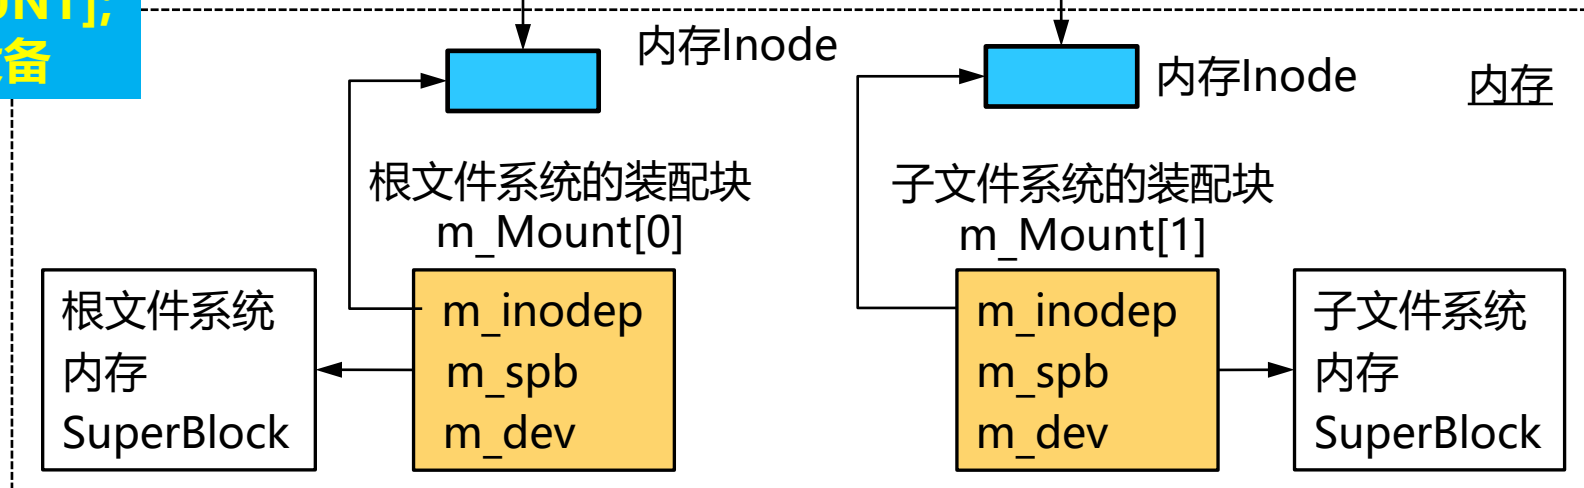 UNT];
备
内存Inode
内存Inode
内存
根文件系统的装配块
m_Mount[0]
子文件系统的装配块
m_Mount[1]
根文件系统
内存
SuperBlock
m_inodep
m_spb
m_dev
m_inodep
m_spb
m_dev
子文件系统
内存
SuperBlock